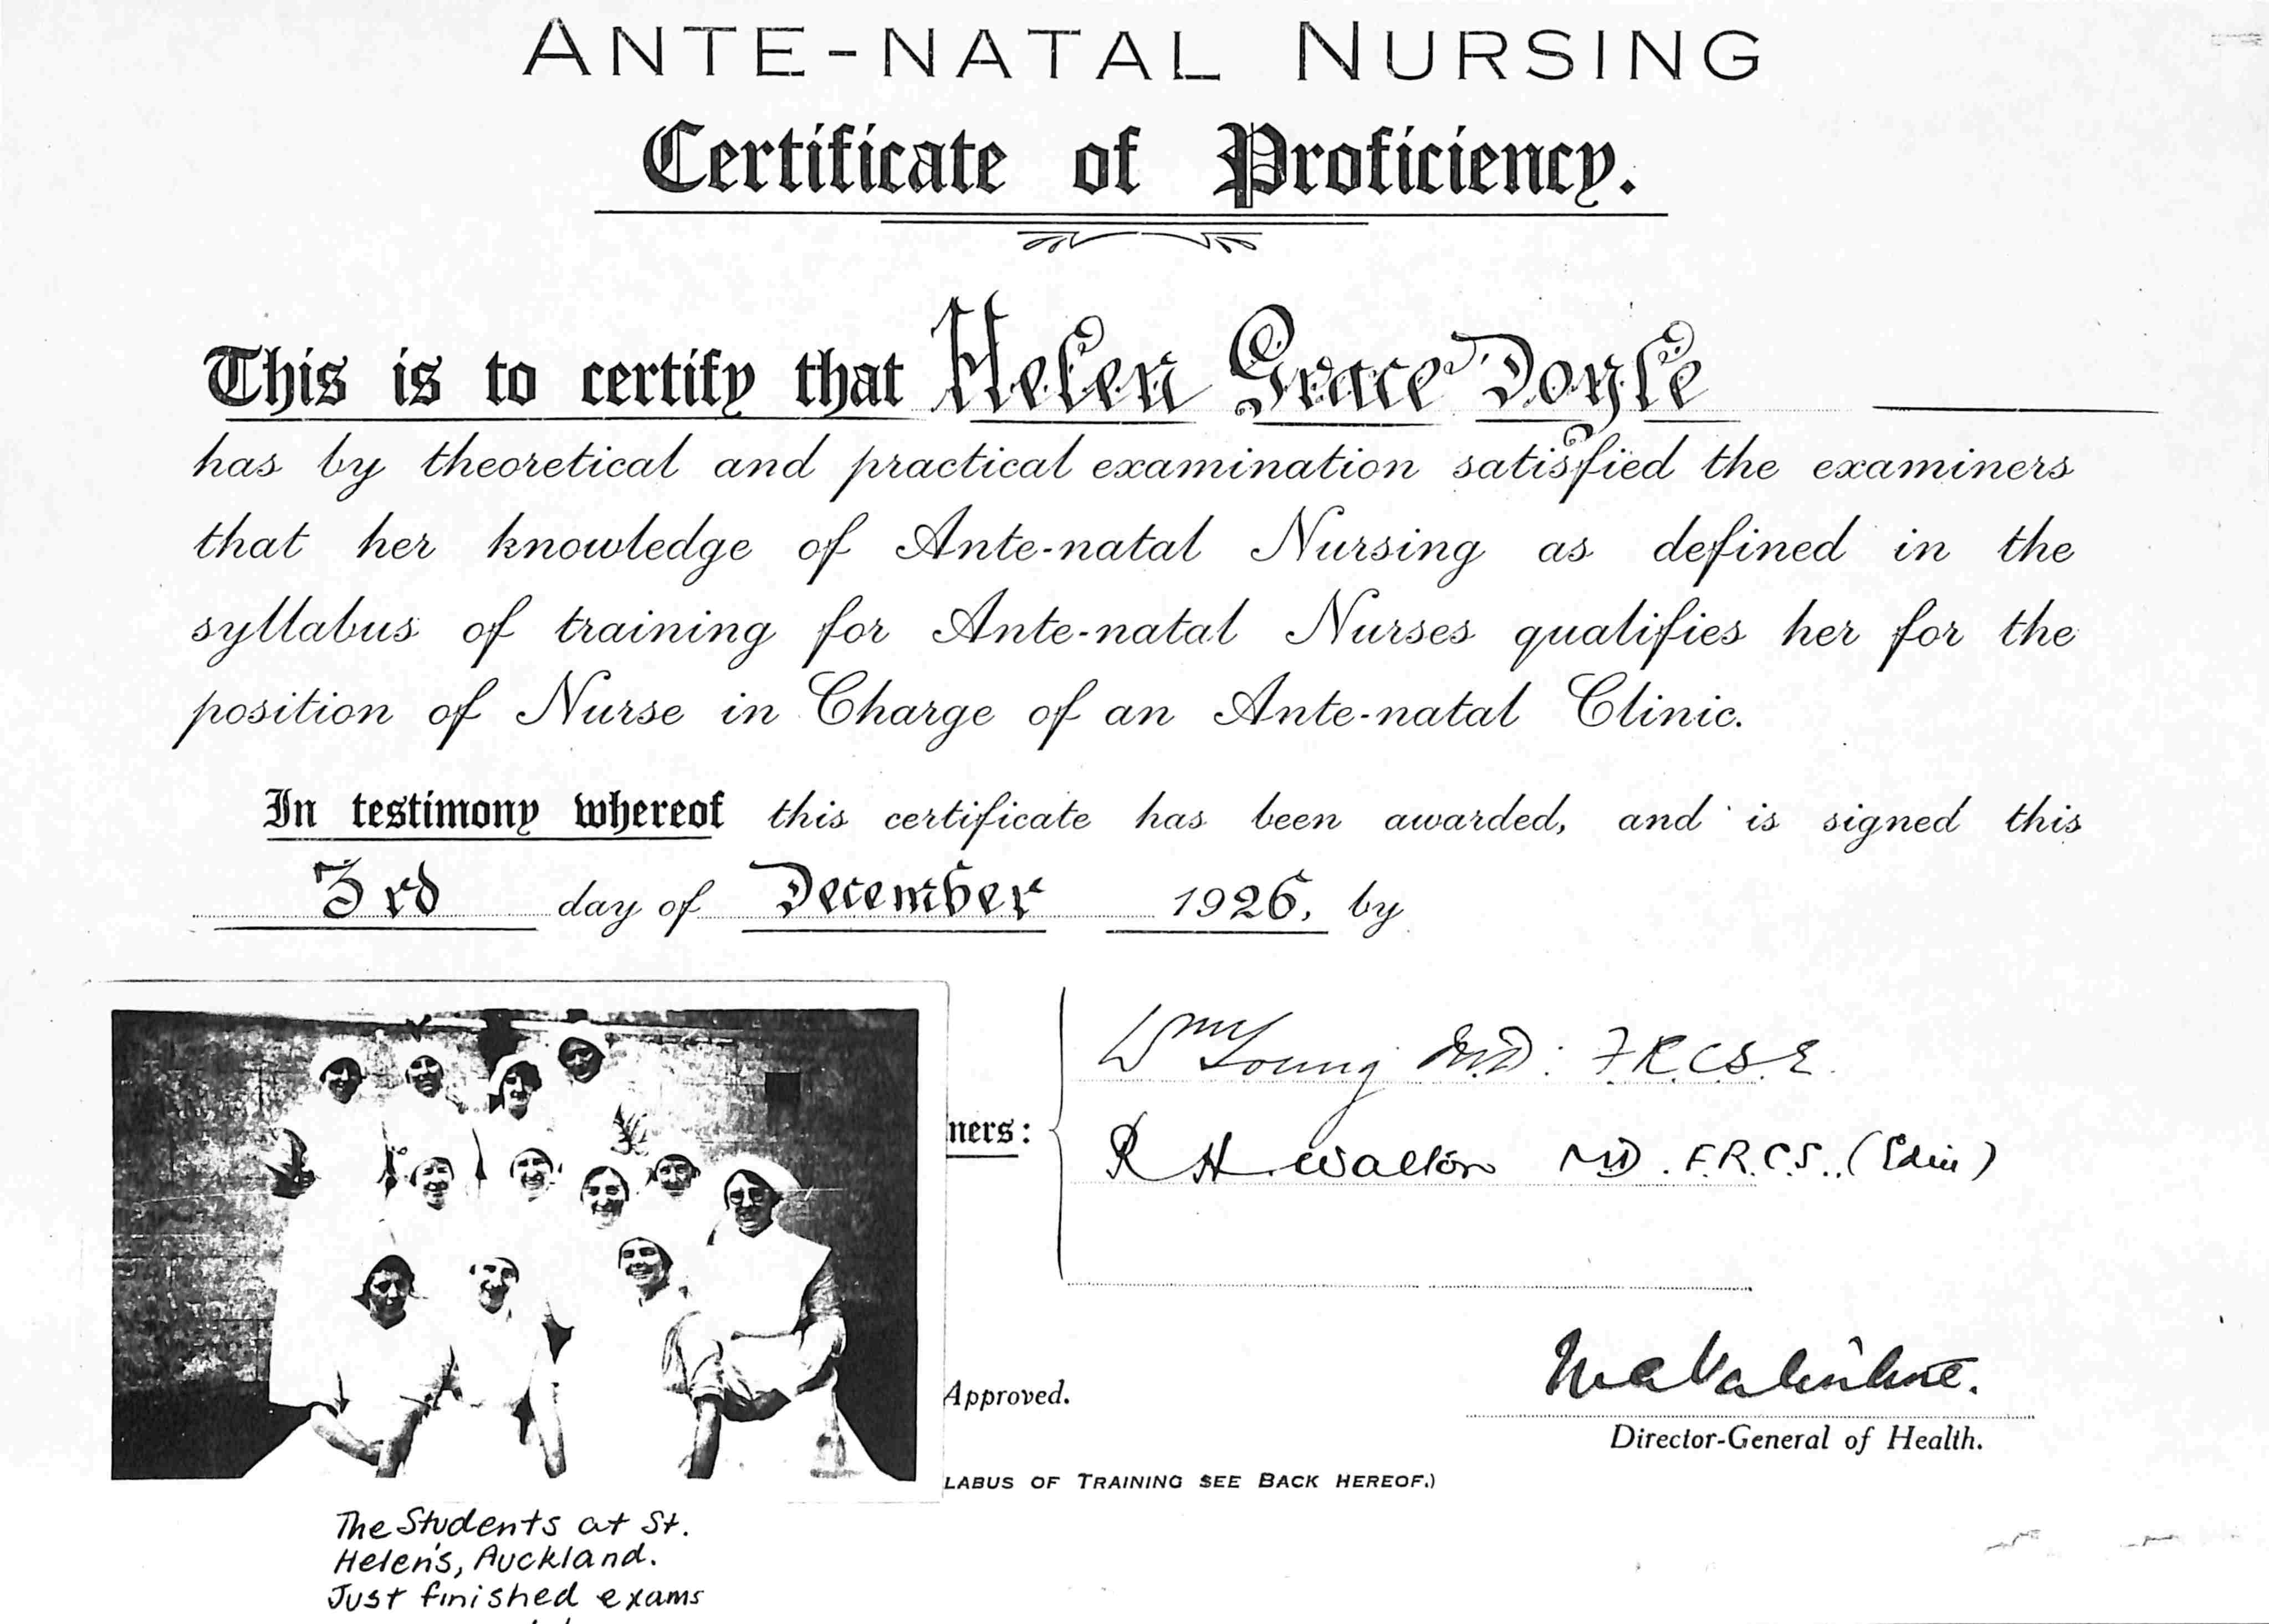 ANTE-NATAL NURSING
Certificate of Proficiency.
This is to certify that Helen Grace Doyle
has by theoretical and practical examination satisfied the examiners
that her knowledge of Ante-natal Nursing as defined in the
syllabus of training for Ante-natal Nurses qualifies her for the
position of Nurse in Charge of an Ante-natal Clinic.
In testimony whereof this certificate has been awarded, and is signed this
3rd day of December 1926, by
Wm Young M.D: F.R.C.S.E.
ners:
R H Walton MD. F.R.C.S.. (Edin)
Approved.
Director-General of Health.
LABUS OF TRAINING SEE BACK HEREOF.)
The Students at St.
Helen's, Auckland.
Just finished exams